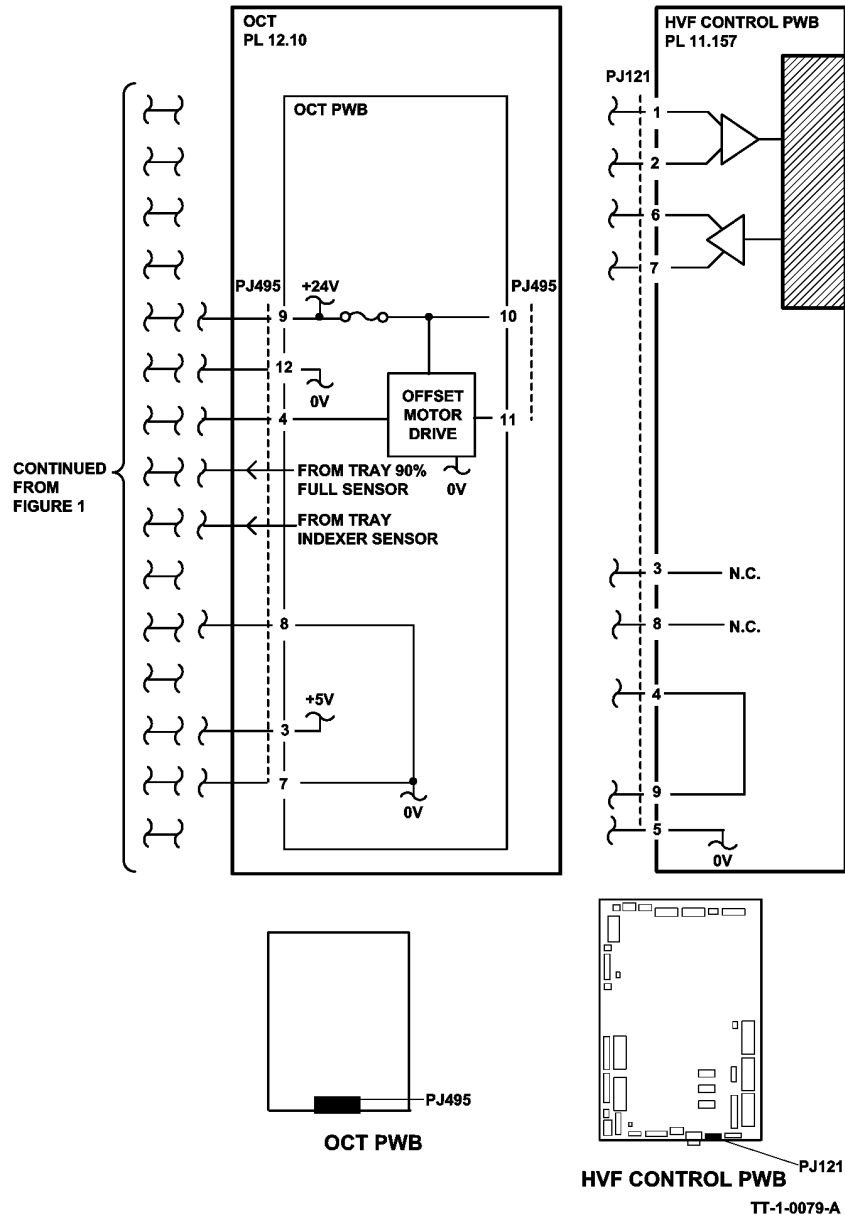 OCT
PL 12.10
OCT PWB
PJ495
+24V
PJ495
9
10
12
0V
OFFSET
MOTOR
DRIVE
4
11
0V
CONTINUED
FROM
FIGURE 1
FROM TRAY 90%
FULL SENSOR
FROM TRAY
INDEXER SENSOR
8
+5V
3
7
0V
HVF CONTROL PWB
PL 11.157
PJ121
1
2
6
7
3
N.C.
8
N.C.
4
9
5
0V
PJ495
OCT PWB
PJ121
HVF CONTROL PWB
TT-1-0079-A